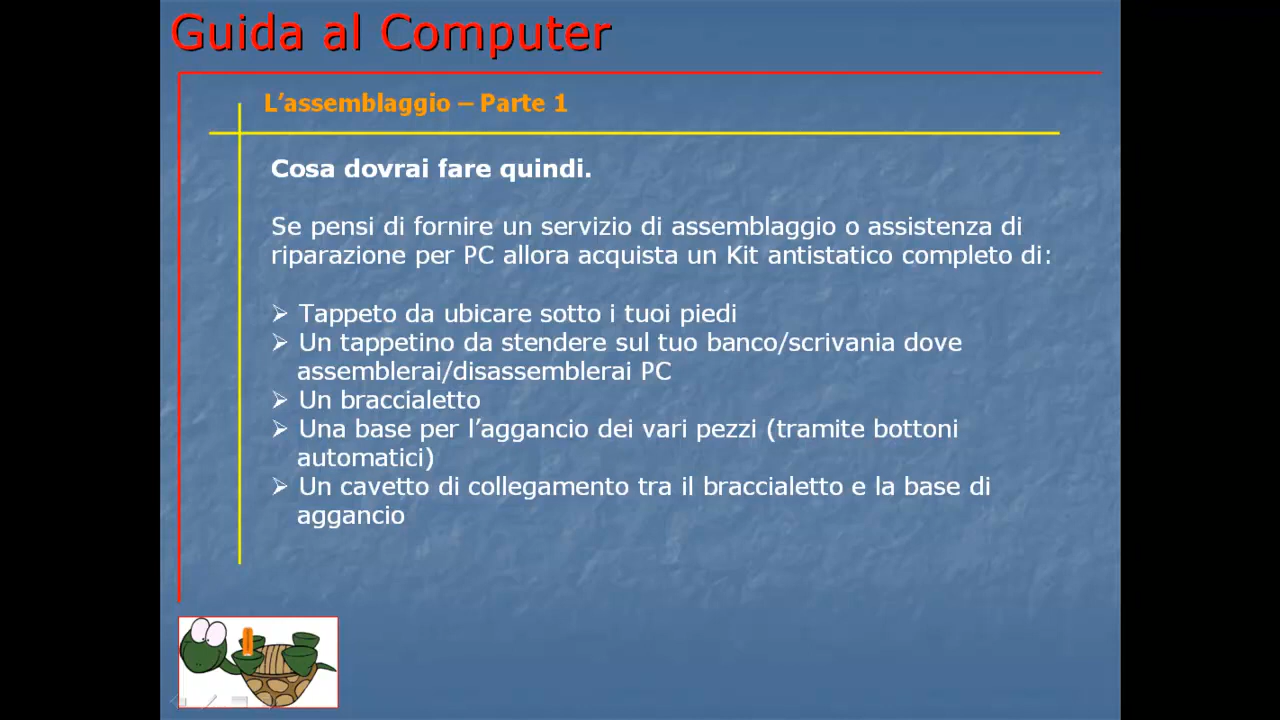 Guida al Computer
L’assemblaggio – Parte 1
Cosa dovrai fare quindi.
Se pensi di fornire un servizio di assemblaggio o assistenza di
riparazione per PC allora acquista un Kit antistatico completo di:
➢ Tappeto da ubicare sotto i tuoi piedi
➢ Un tappetino da stendere sul tuo banco/scrivania dove
assemblerai/disassemblerai PC
➢ Un braccialetto
➢ Una base per l’aggancio dei vari pezzi (tramite bottoni
automatici)
➢ Un cavetto di collegamento tra il braccialetto e la base di
aggancio